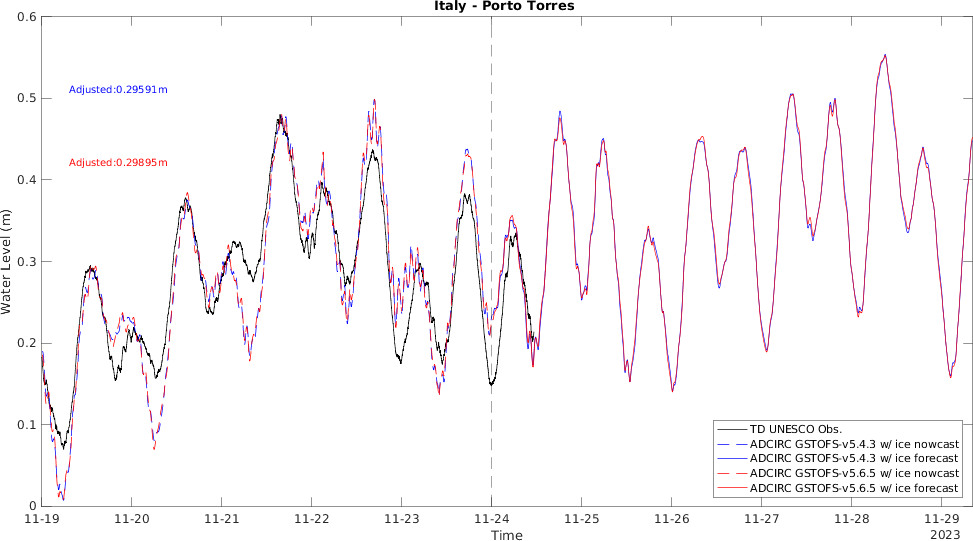 Italy - Porto Torres
Water Level (m)
0.6
0.5
0.4
0.3
0.2
0.1
0
Adjusted:0.29591m
Adjusted:0.29895m
TD UNESCO Obs.
ADCIRC GSTOFS-v5.4.3 w/ ice nowcast
ADCIRC GSTOFS-v5.4.3 w/ ice forecast
ADCIRC GSTOFS-v5.6.5 w/ ice nowcast
ADCIRC GSTOFS-v5.6.5 w/ ice forecast
11-19 11-20 11-21 11-22 11-23 11-24 11-25 11-26 11-27 11-28 11-29
2023
Time